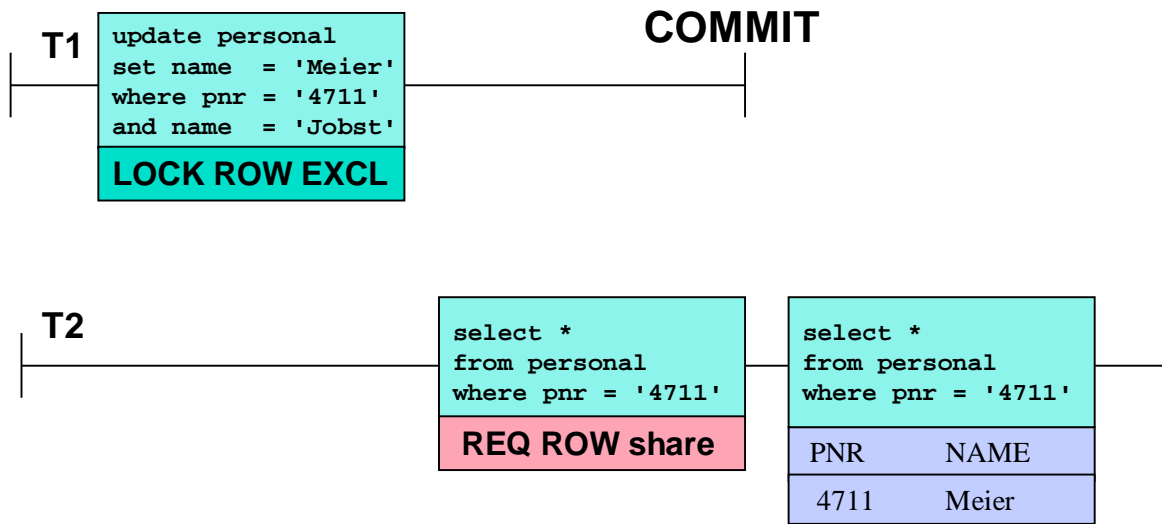 T1
update personal
set name = 'Meier'
where pnr = '4711'
and name = 'Jobst'
LOCK ROW EXCL
COMMIT
T2
select *
from personal
where pnr = '4711'
REQ ROW share
select *
from personal
where pnr = '4711'
PNR NAME
4711 Meier